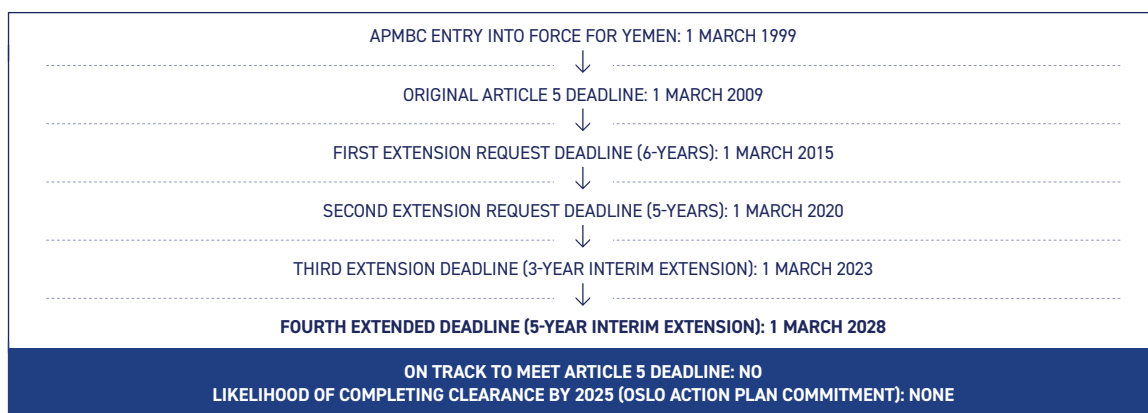 APMBC ENTRY INTO FORCE FOR YEMEN: 1 MARCH 1999
ORIGINAL ARTICLE 5 DEADLINE: 1 MARCH 2009
FIRST EXTENSION REQUEST DEADLINE (6-YEARS): 1 MARCH 2015
SECOND EXTENSION REQUEST DEADLINE (5-YEARS): 1 MARCH 2020
THIRD EXTENSION DEADLINE (3-YEAR INTERIM EXTENSION): 1 MARCH 2023
FOURTH EXTENDED DEADLINE (5-YEAR INTERIM EXTENSION): 1 MARCH 2028
ON TRACK TO MEET ARTICLE 5 DEADLINE: NO
LIKELIHOOD OF COMPLETING CLEARANCE BY 2025 (OSLO ACTION PLAN COMMITMENT): NONE